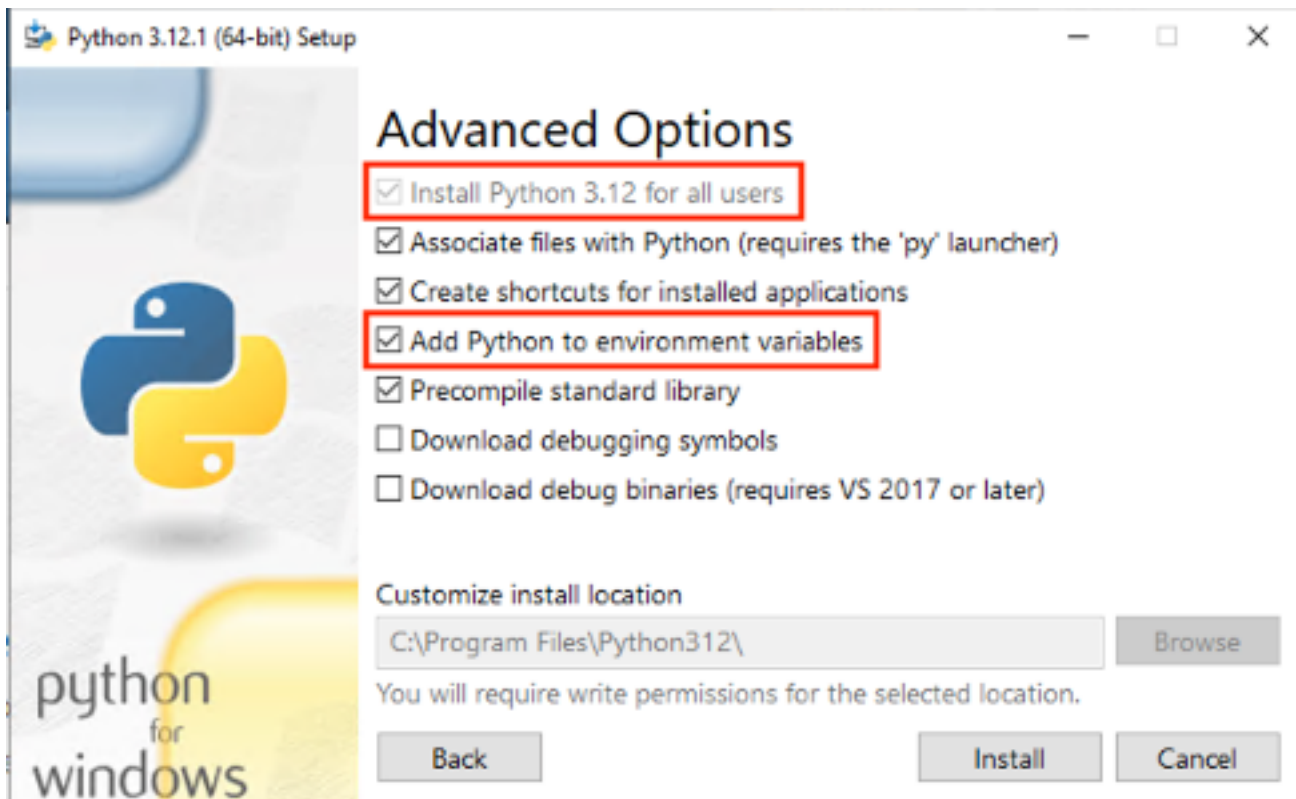 Python 3.12.1 (64-bit) Setup
Advanced Options
Install Python 3.12 for all users
Associate files with Python (requires the 'py' launcher)
Create shortcuts for installed applications
Add Python to environment variables
Precompile standard library
Download debugging symbols
Download debug binaries (requires VS 2017 or later)
Customize install location
C:\Program Files\Python312\
Browse
You will require write permissions for the selected location.
python
for
windows
Back
Install
Cancel